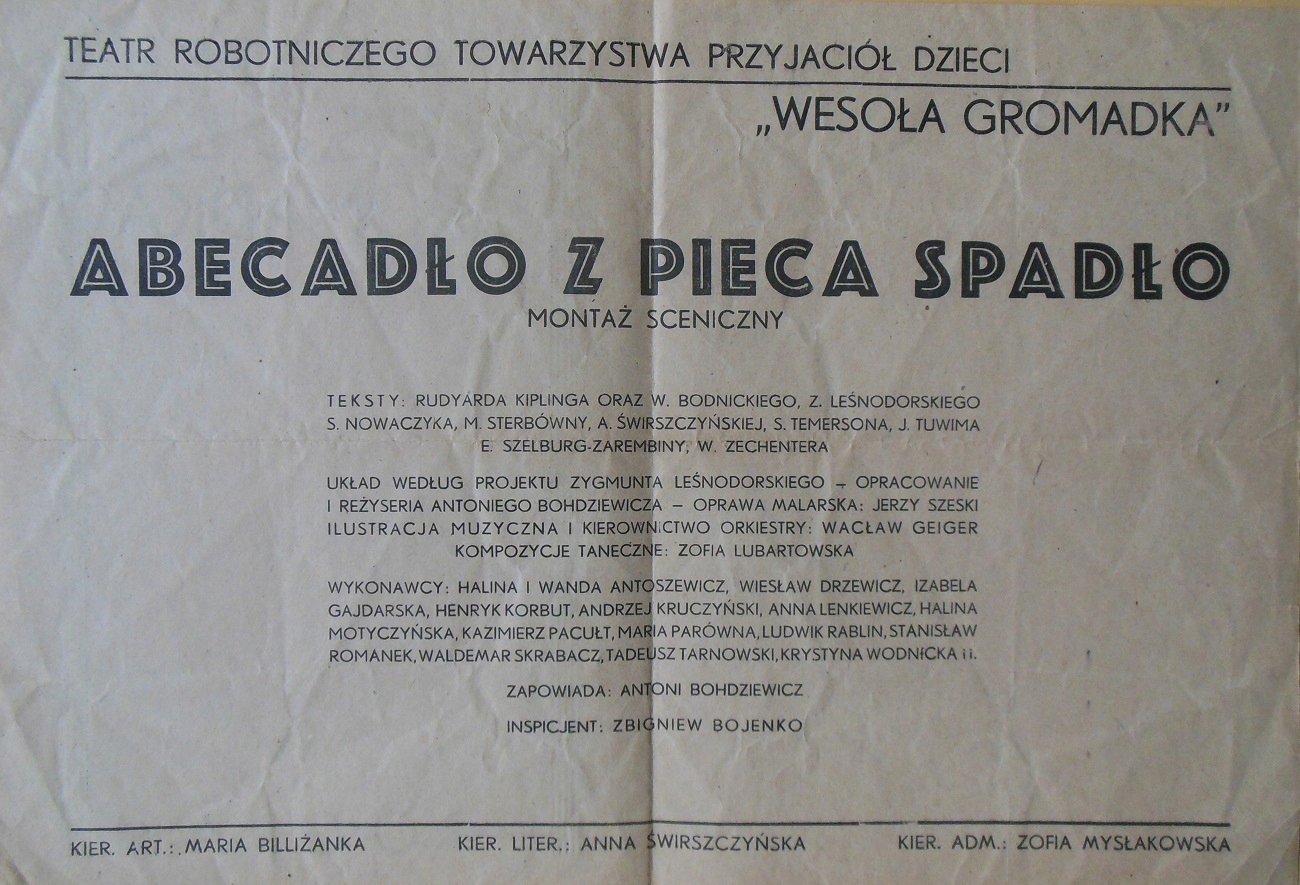 TEATR ROBOTNICZEGO TOWARZYSTWA PRZYJACIÓŁ DZIECI
„WESOŁA GROMADKA”
ABECADŁO Z PIECA SPADŁO
MONTAŻ SCENICZNY
TEKSTY: RUDYARDA KIPLINGA ORAZ W. BODNICKIEGO, Z. LEŚNODORSKIEGO
S. NOWACZYKA, M. STERBÓWNY, A. ŚWIRSZCZYŃSKIEJ, S. TEMERSONA, J. TUWIMA
E. SZELBURG-ZAREMBINY, W. ZECHENTERA
UKŁAD WEDŁUG PROJEKTU ZYGMUNTA LEŚNODORSKIEGO – OPRACOWANIE
I REŻYSERIA ANTONIEGO BOHDZIEWICZA – OPRAWA MALARSKA: JERZY SZESKI
ILUSTRACJA MUZYCZNA I KIEROWNICTWO ORKIESTRY: WACŁAW GEIGER
KOMPOZYCJE TANECZNE: ZOFIA LUBARTOWSKA
WYKONAWCY: HALINA I WANDA ANTOSZEWICZ, WIESŁAW DRZEWICZ, IZABELA
GAJDARSKA, HENRYK KORBUT, ANDRZEJ KRUCZYŃSKI, ANNA LENKIEWICZ, HALINA
MOTYCZYŃSKA, KAZIMIERZ PACUŁT, MARIA PARÓWNA, LUDWIK RABLIN, STANISŁAW
ROMANEK, WALDEMAR SKRABACZ, TADEUSZ TARNOWSKI, KRYSTYNA WODNICKA i i.
ZAPOWIADA: ANTONI BOHDZIEWICZ
INSPICJENT: ZBIGNIEW BOJENKO
KIER. ART.: MARIA BILLIŻANKA KIER. LITER.: ANNA ŚWIRSZCZYŃSKA KIER. ADM.: ZOFIA MYSŁAKOWSKA